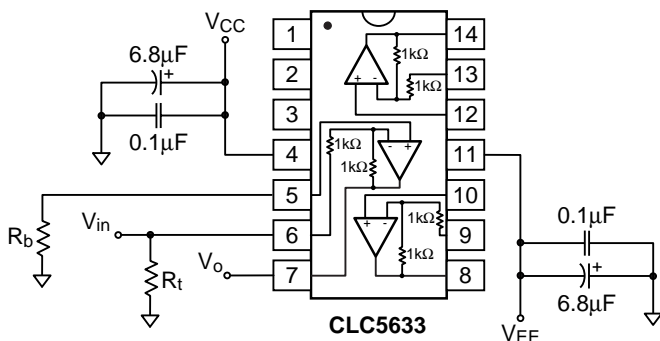 VCC
6.8µF
+
0.1µF
Rb
Vin
Rt
Vo
1
2
3
4
5
6
7
14
13
12
11
10
9
8
1kΩ
1kΩ
+ -
1kΩ
1kΩ
- +
+ -
1kΩ
1kΩ
CLC5633
0.1µF
+
6.8µF
VEE